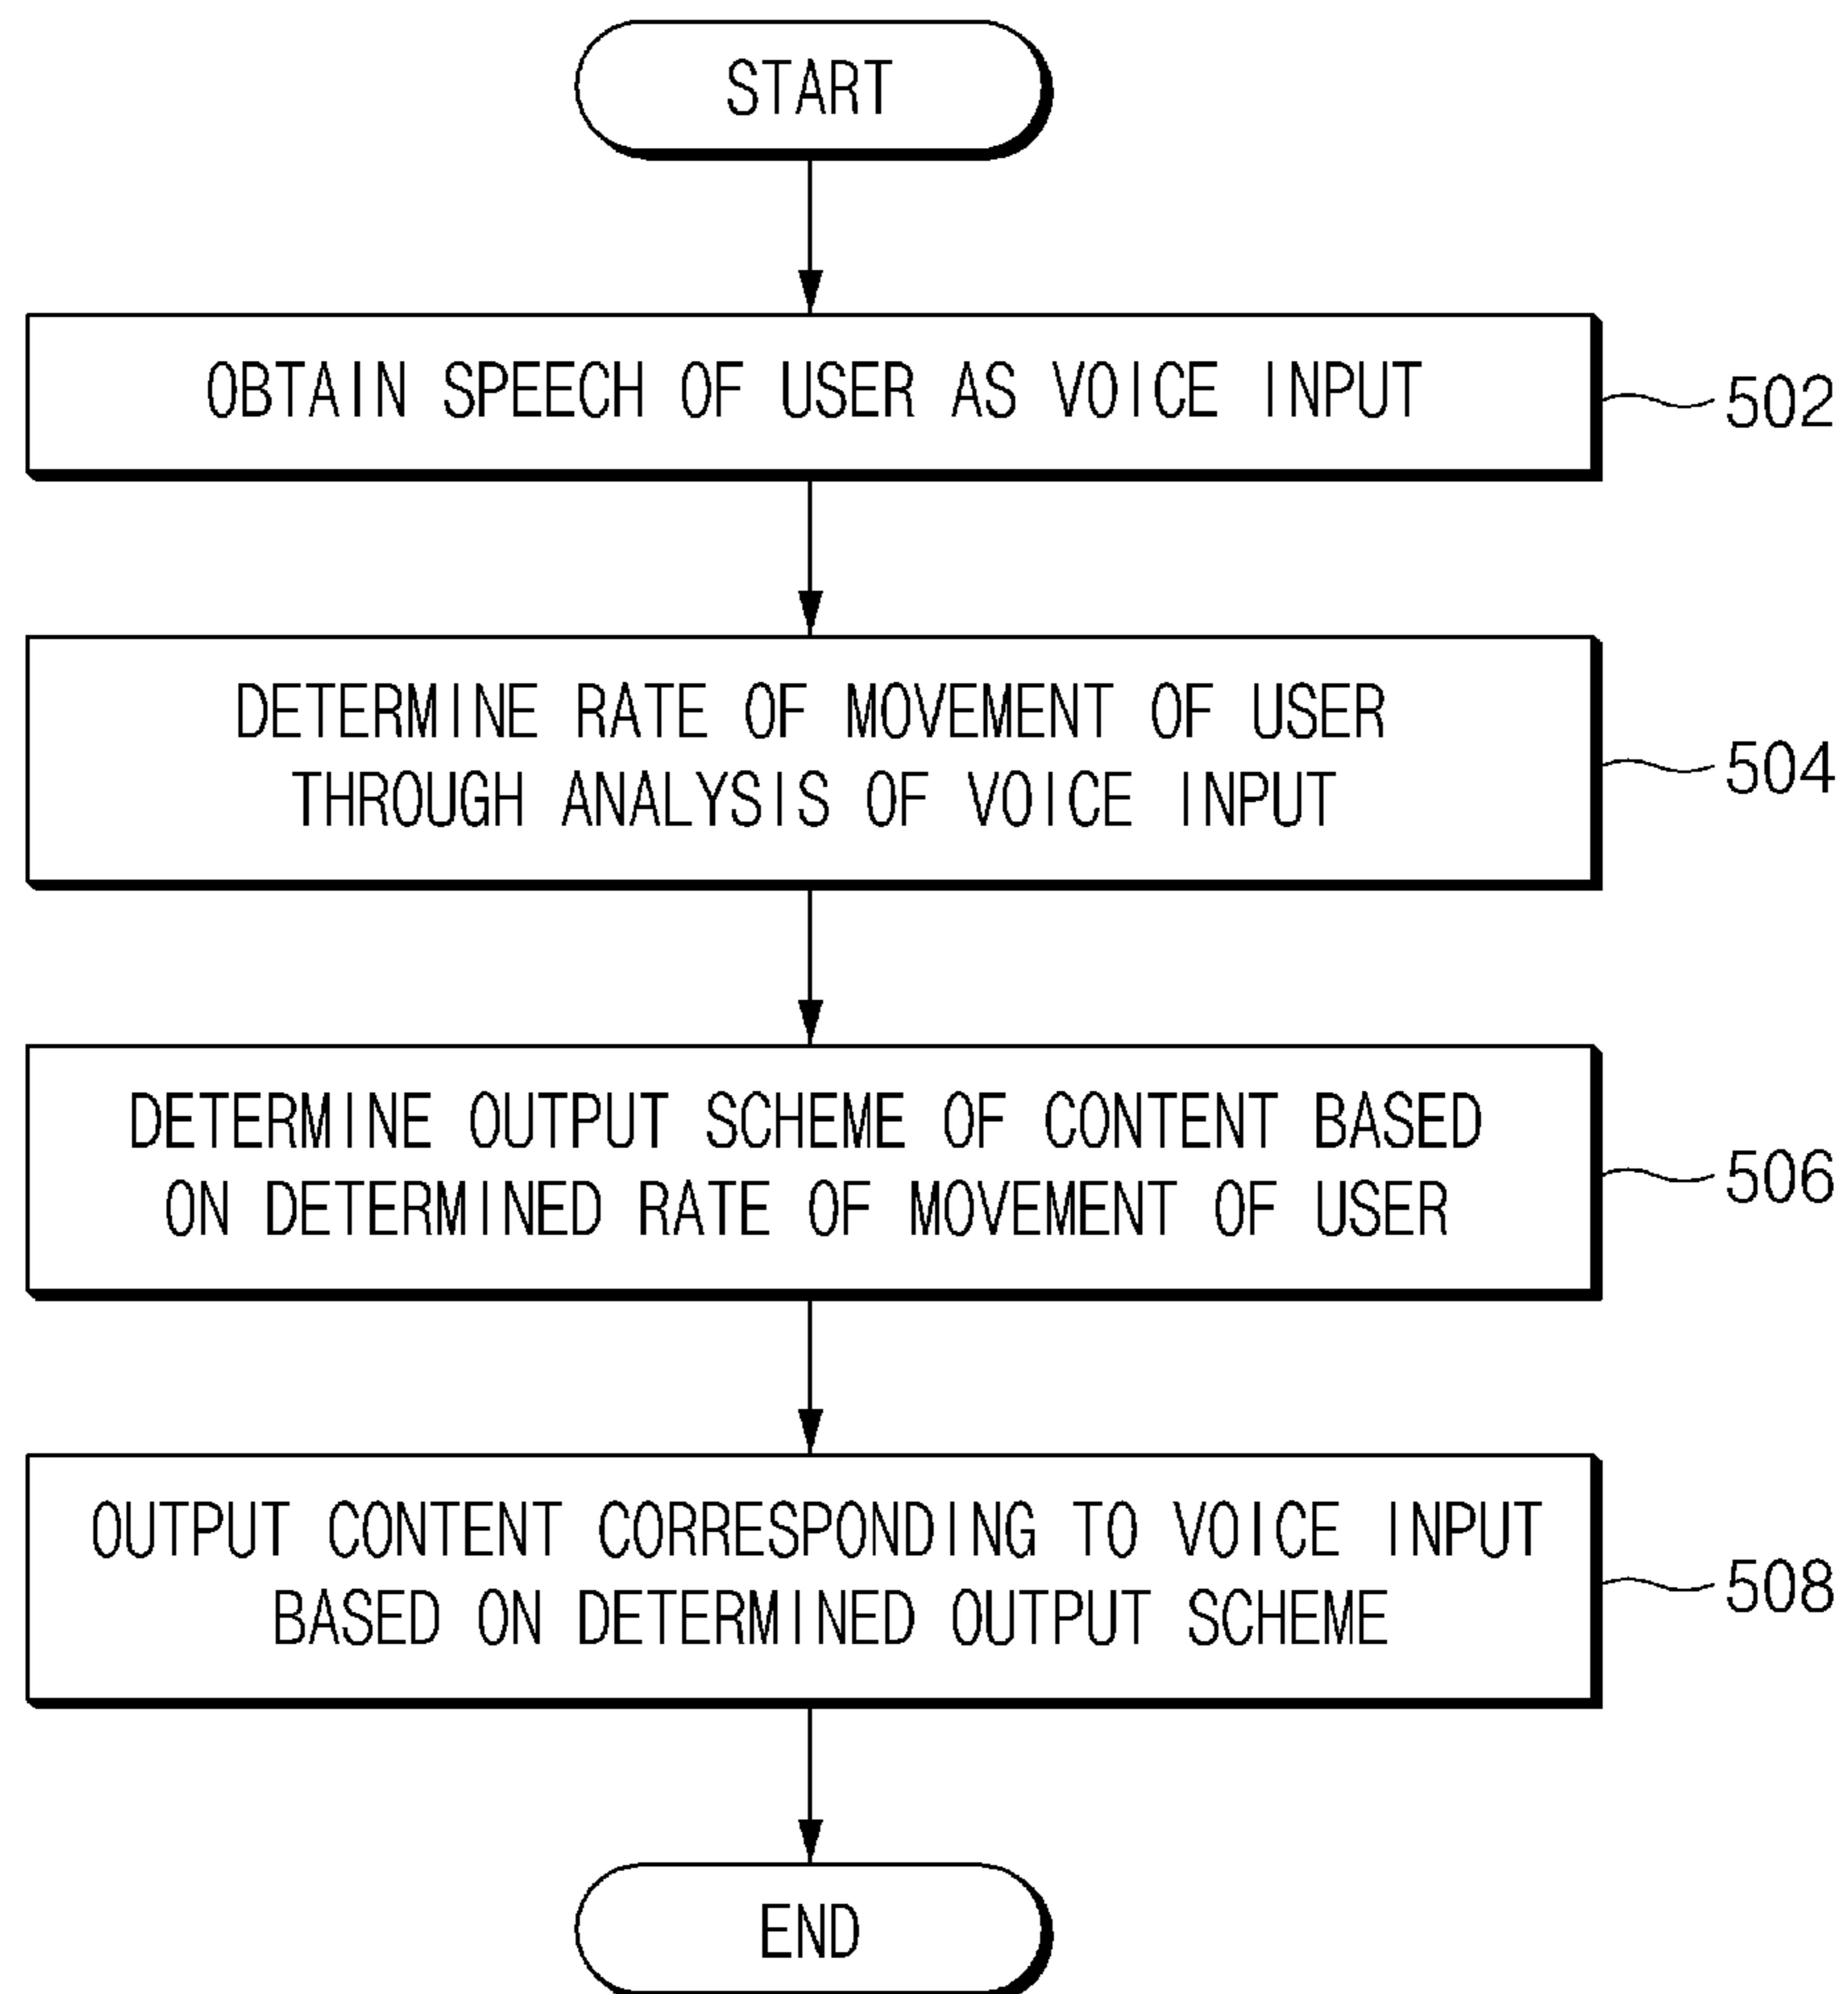 START
OBTAIN SPEECH OF USER AS VOICE INPUT
502
DETERMINE RATE OF MOVEMENT OF USER
THROUGH ANALYSIS OF VOICE INPUT
504
DETERMINE OUTPUT SCHEME OF CONTENT BASED
ON DETERMINED RATE OF MOVEMENT OF USER
506
OUTPUT CONTENT CORRESPONDING TO VOICE INPUT
BASED ON DETERMINED OUTPUT SCHEME
508
END